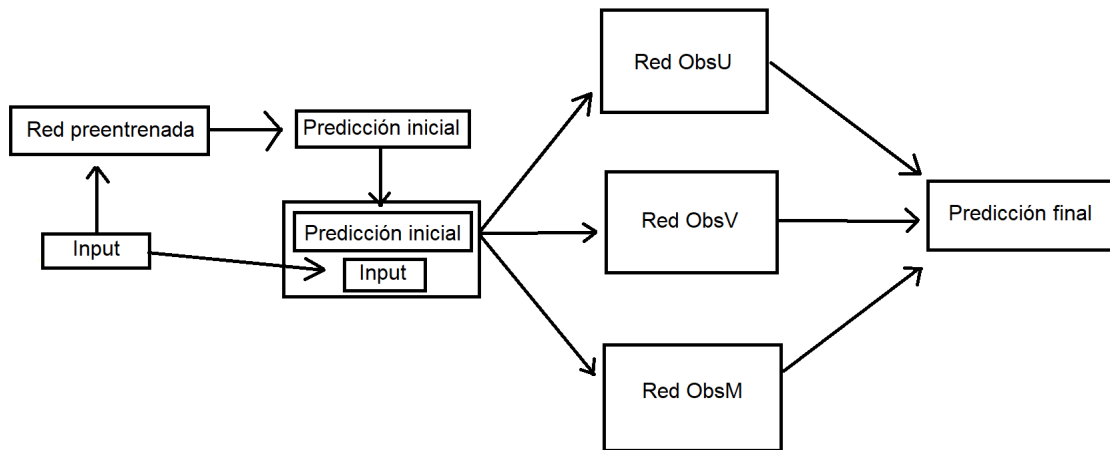 Red ObsU
Red preentrenada
Predicción inicial
Predicción inicial
Input
Input
Red ObsV
Predicción final
Red ObsM